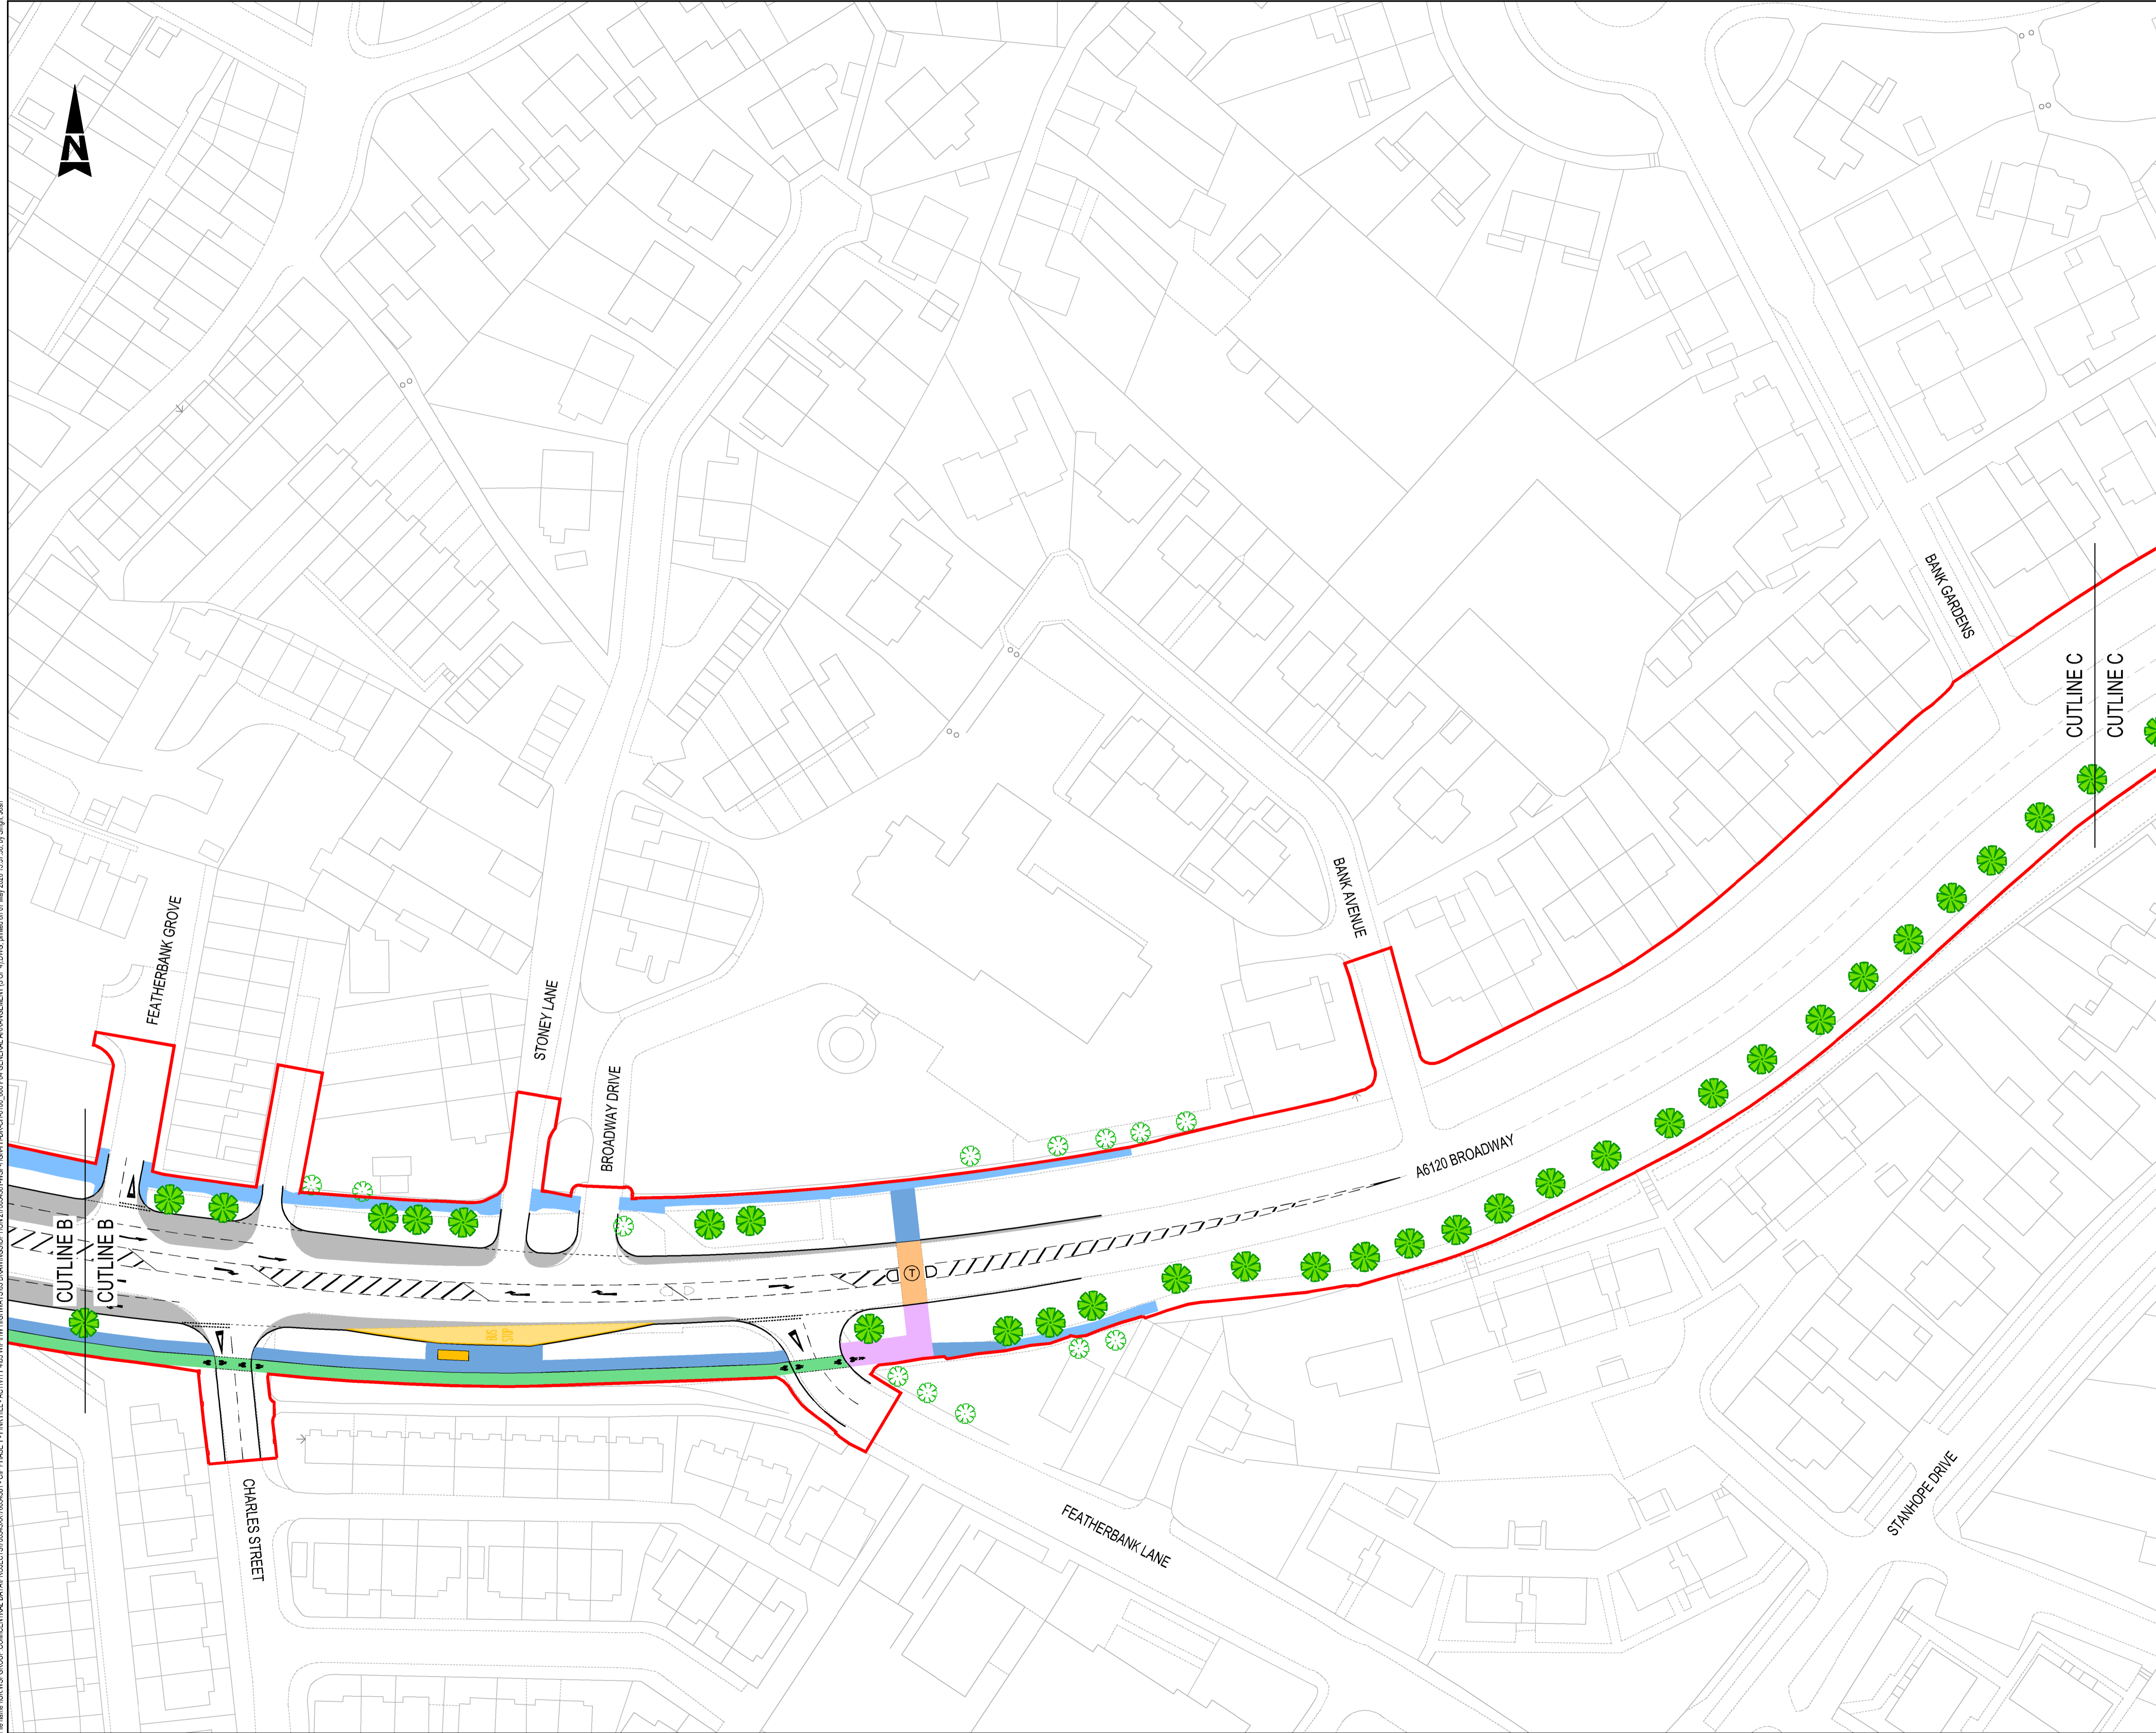 N
BANK GARDENS
CUTLINE C
CUTLINE C
BANK AVENUE
FEATHERBANK GROVE
STONEY LANE
BROADWAY DRIVE
A6120 BROADWAY
CUTLINE B
CUTLINE B
T
BUS
STOP
CHARLES STREET
FEATHERBANK LANE
STANHOPE DRIVE